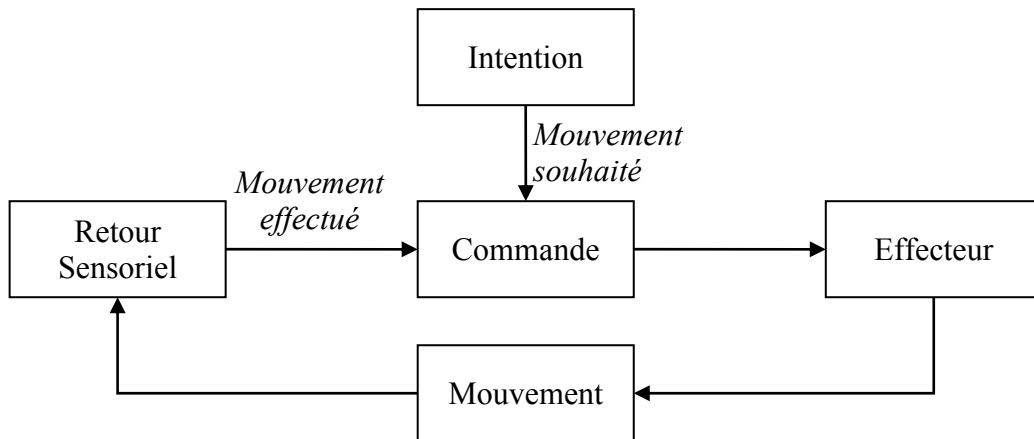 Intention
Mouvement
souhaité
Mouvement
effectué
Retour
Sensoriel
Commande
Effecteur
Mouvement